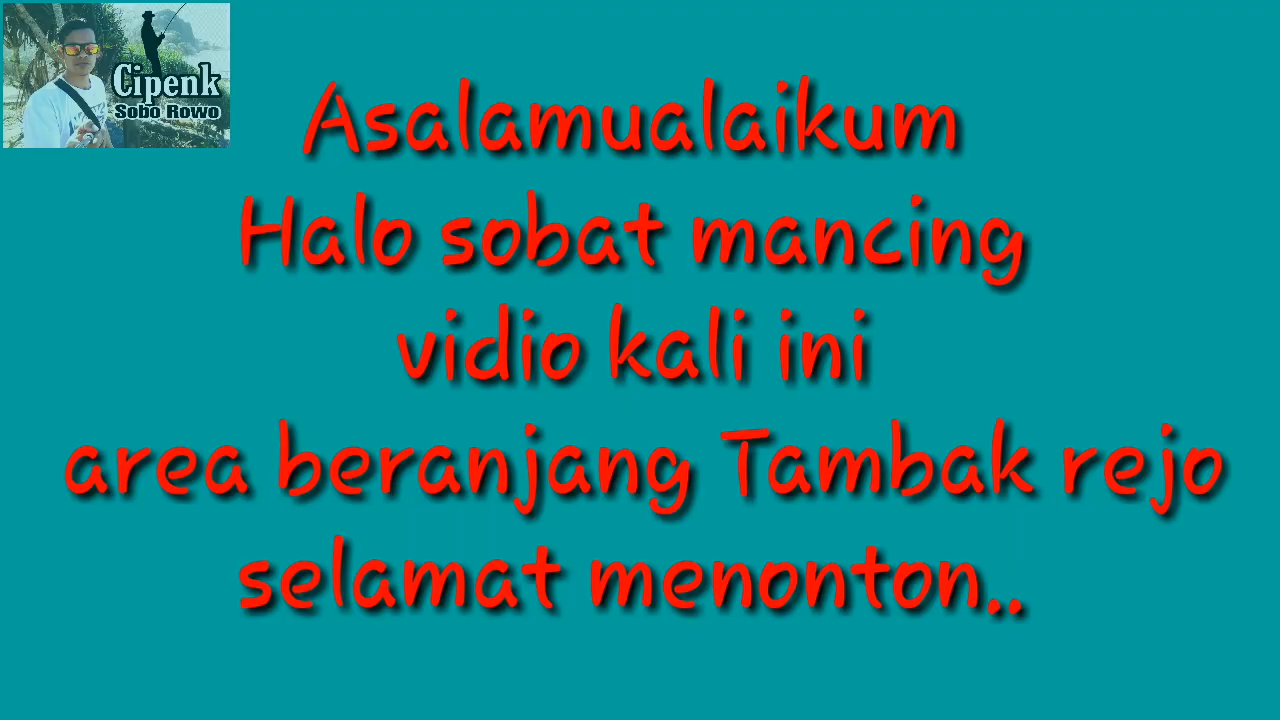 Cipenk
Sobo Rowo
Asalamualaikum
Halo sobat mancing
vidio kali ini
area beranjang Tambak rejo
selamat menonton..